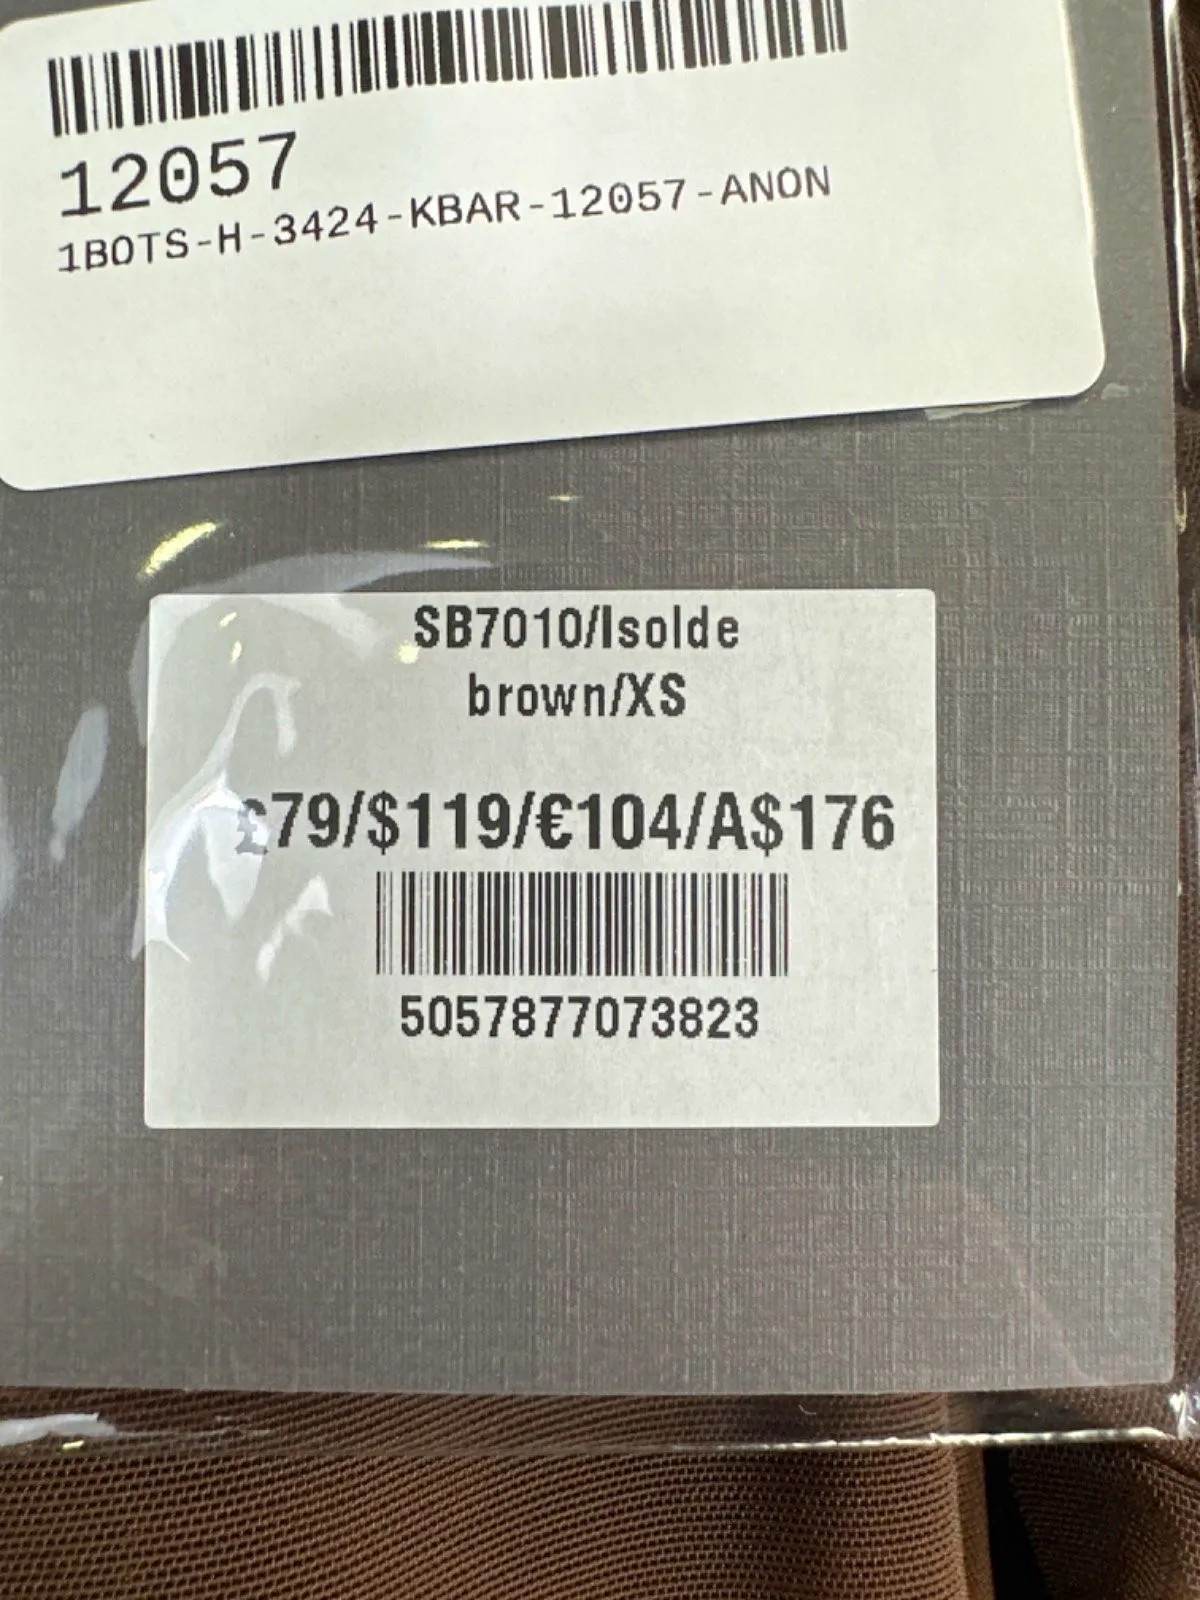 12057
1BOTS-H-3424-KBAR-12057-ANON
SB7010/Isolde
brown/XS
£79/$119/€104/A$176
5057877073823